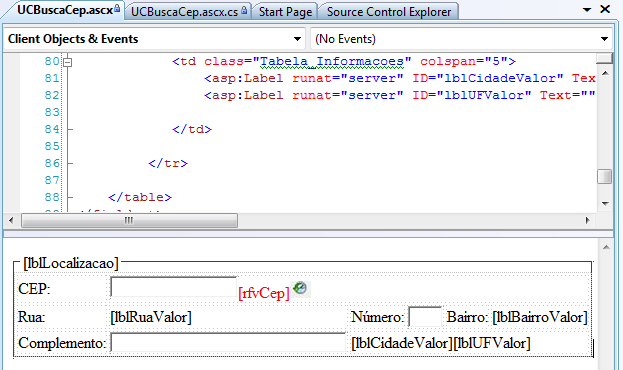 UCBuscaCep.ascx UCBuscaCep.ascx.cs Start Page Source Control Explorer
Client Objects & Events (No Events)
80 <td class="Tabela_Informacoes" colspan="5">
81 <asp:Label runat="server" ID="lblCidadeValor" Tex
82 <asp:Label runat="server" ID="lblUFValor" Text=""
83
84 </td>
85
86 </tr>
87
88 </table>
[lblLocalizacao]
CEP: [rfvCep]
Rua: [lblRuaValor] Número: Bairro: [lblBairroValor]
Complemento: [lblCidadeValor][lblUFValor]